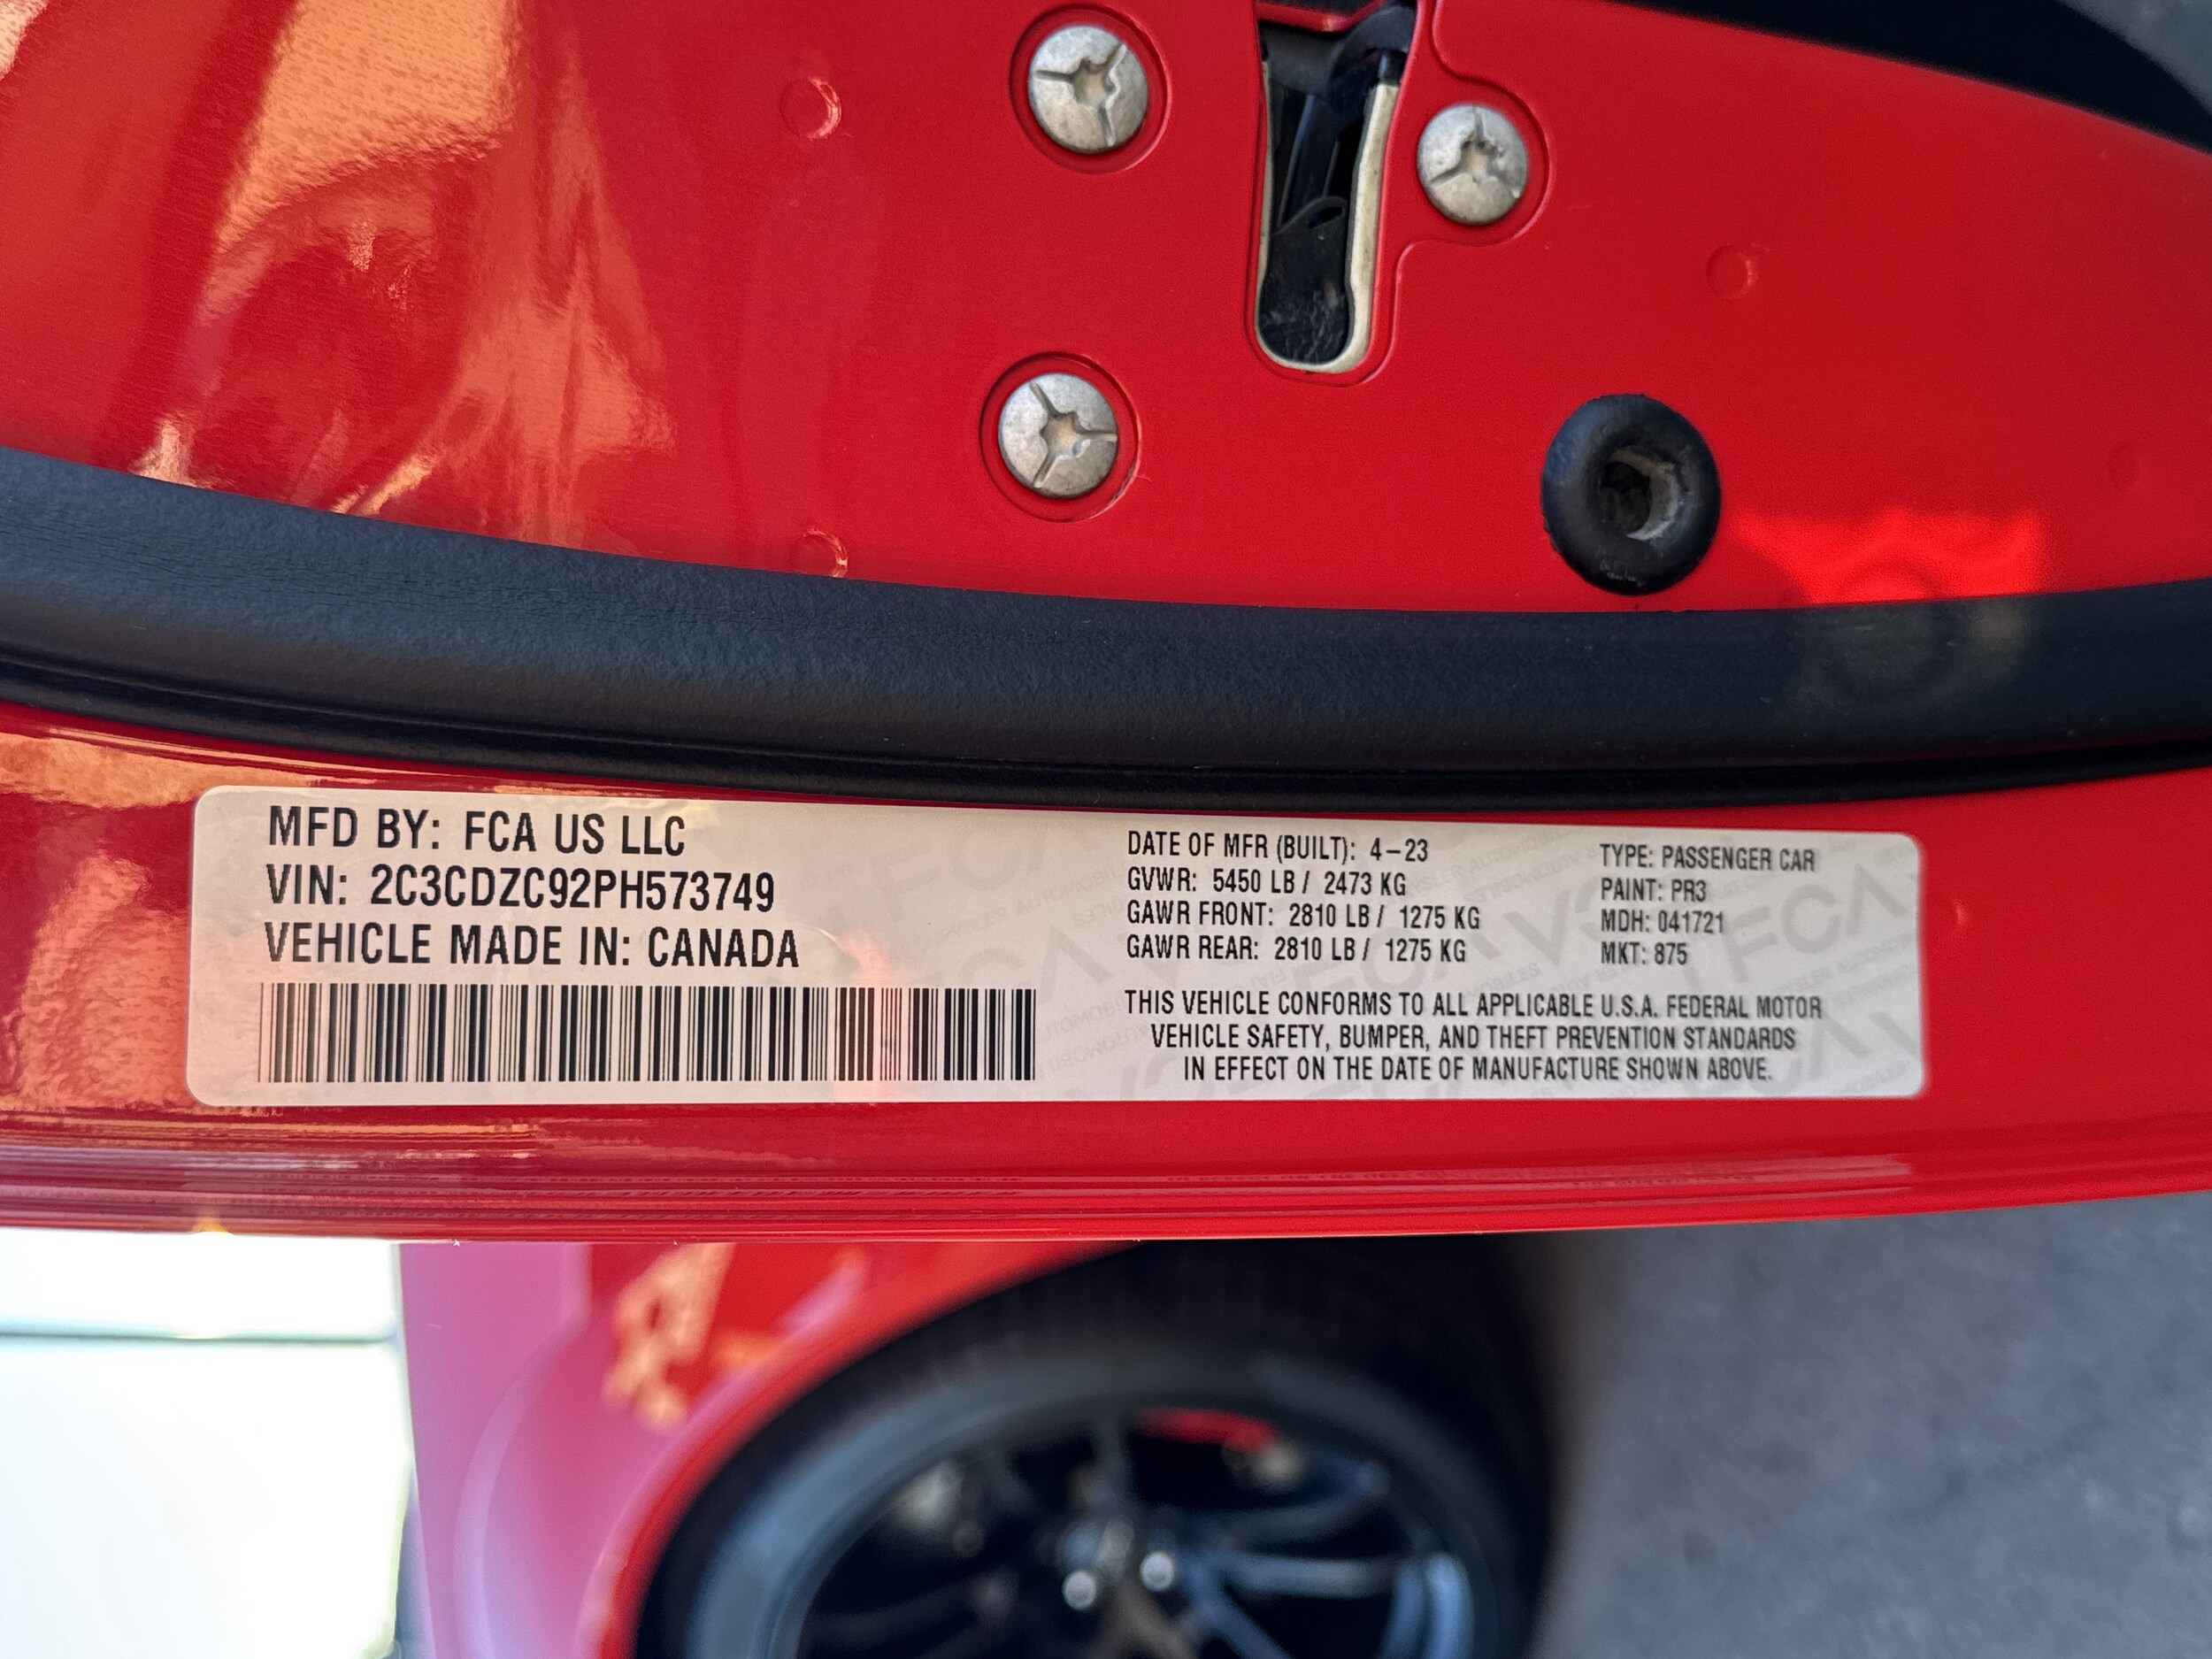 MFD BY: FCA US LLC
VIN: 2C3CDZC92PH573749
VEHICLE MADE IN: CANADA
DATE OF MFR (BUILT): 4-23
GVWR: 5450 LB / 2473 KG
GAWR FRONT: 2810 LB / 1275 KG
GAWR REAR: 2810 LB / 1275 KG
TYPE: PASSENGER CAR
PAINT: PR3
MDH: 041721
MKT: 875
THIS VEHICLE CONFORMS TO ALL APPLICABLE U.S.A. FEDERAL MOTOR
VEHICLE SAFETY, BUMPER, AND THEFT PREVENTION STANDARDS
IN EFFECT ON THE DATE OF MANUFACTURE SHOWN ABOVE.